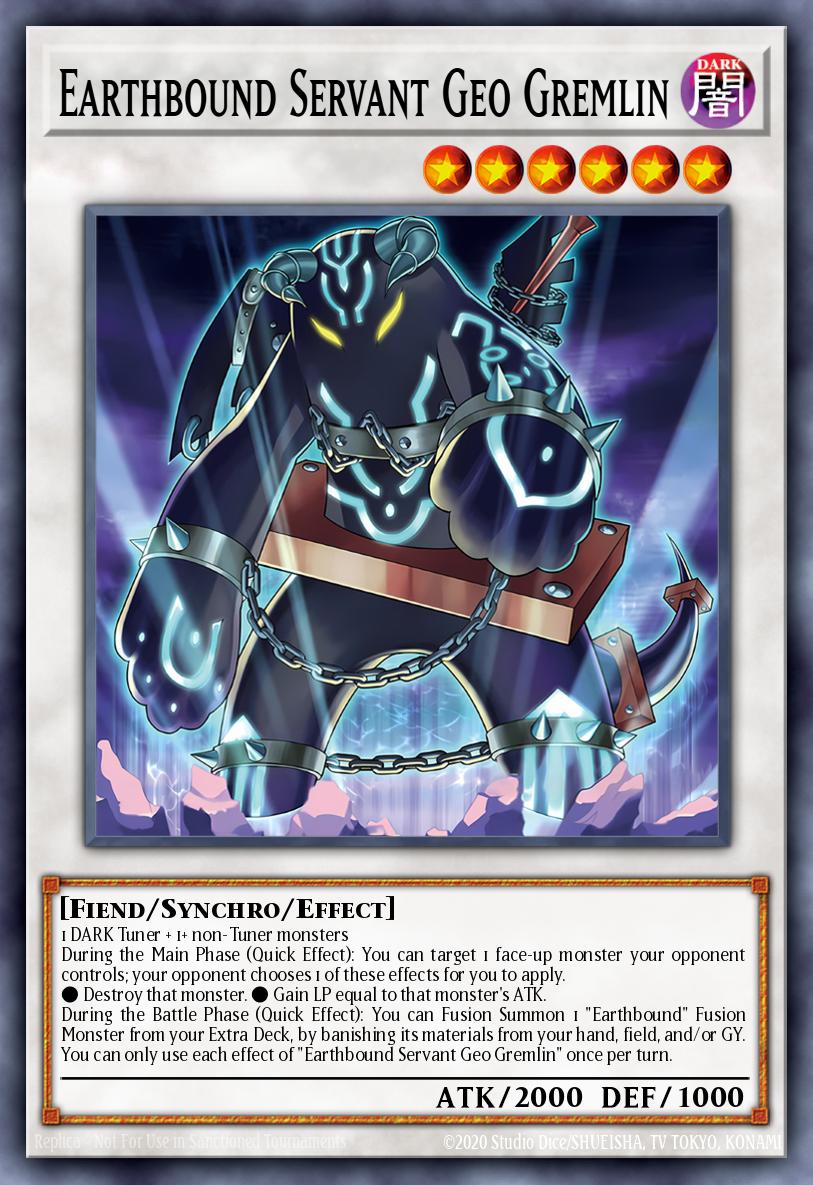 Earthbound Servant Geo Gremlin
DARK
闇
[Fiend/Synchro/Effect]
1 DARK Tuner + 1+ non-Tuner monsters
During the Main Phase (Quick Effect): You can target 1 face-up monster your opponent
controls; your opponent chooses 1 of these effects for you to apply.
● Destroy that monster. ● Gain LP equal to that monster's ATK.
During the Battle Phase (Quick Effect): You can Fusion Summon 1 "Earthbound" Fusion
Monster from your Extra Deck, by banishing its materials from your hand, field, and/or GY.
You can only use each effect of "Earthbound Servant Geo Gremlin" once per turn.
ATK/2000 DEF/1000
Replica - Not For Use in Sanctioned Tournaments
©2020 Studio Dice/SHUEISHA, TV TOKYO, KONAMI